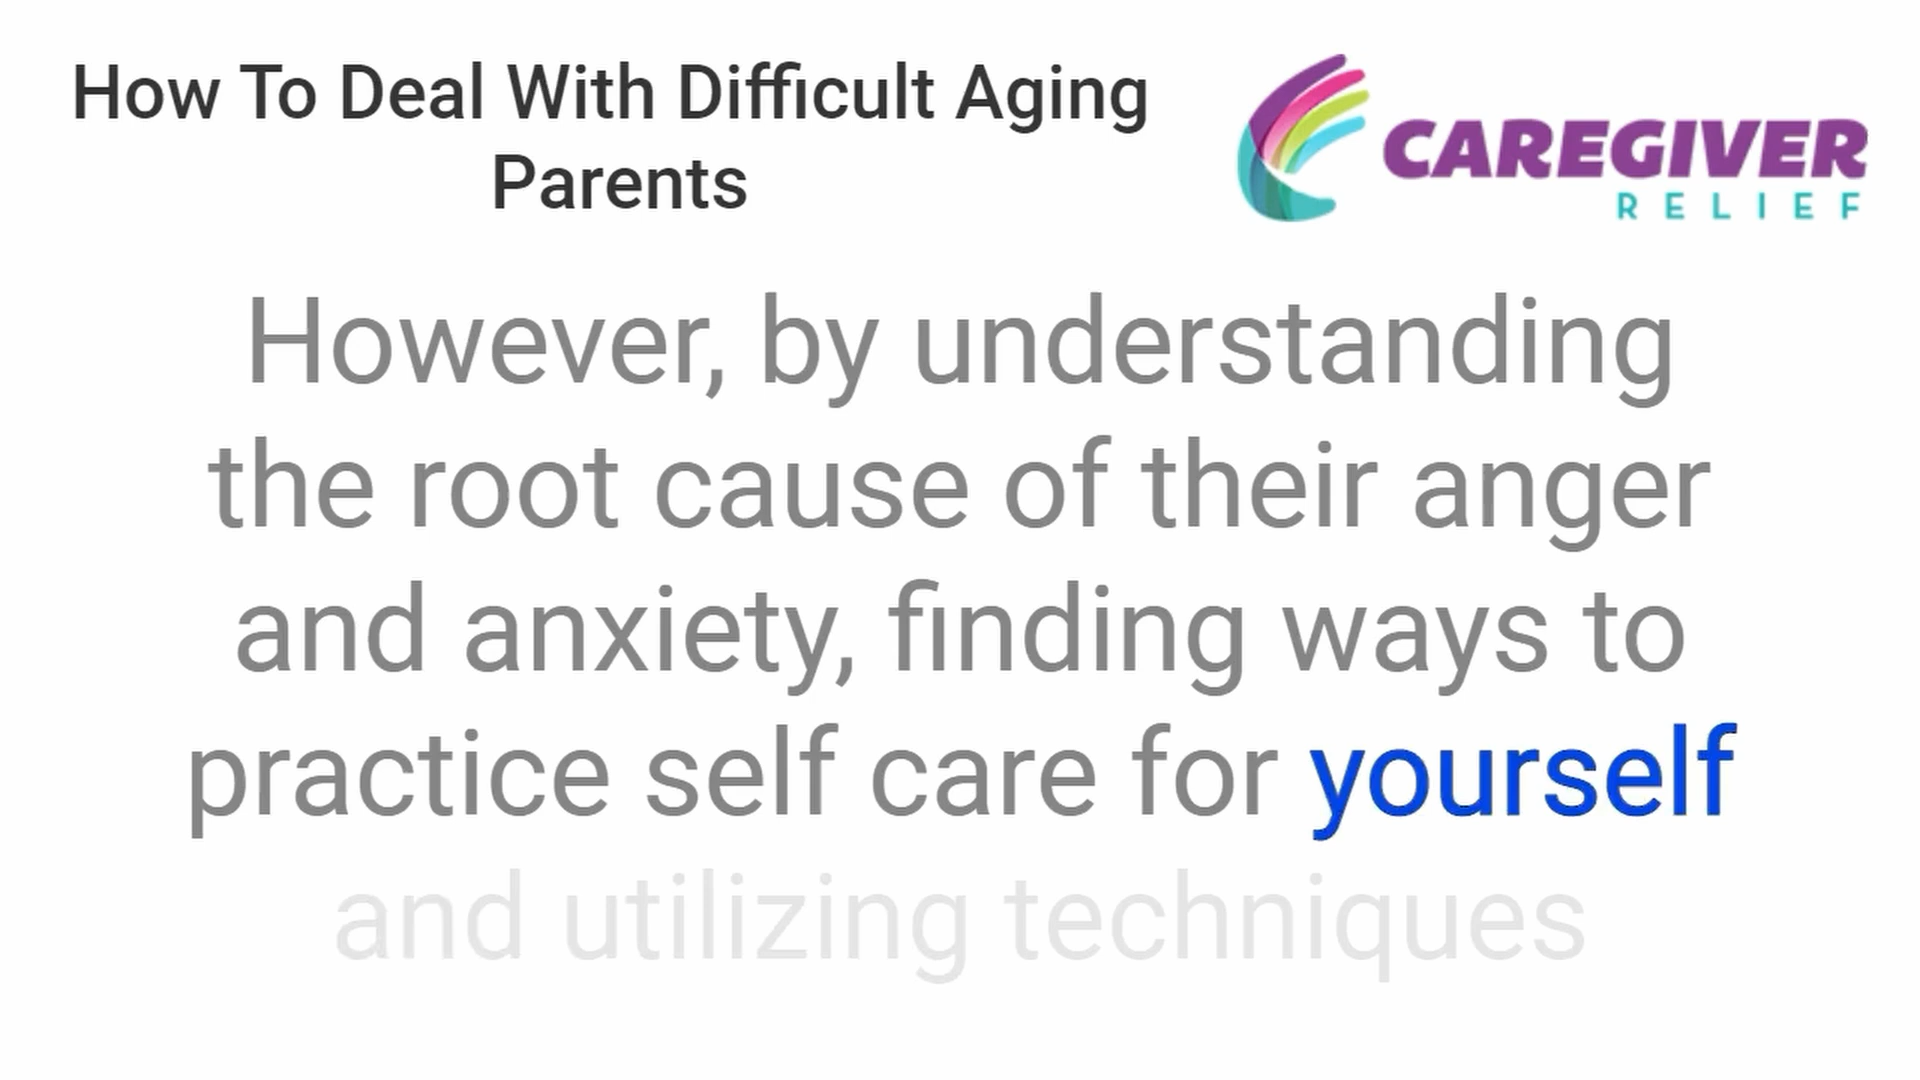 How To Deal With Difficult Aging
Parents
CAREGIVER
RELIEF
However, by understanding
the root cause of their anger
and anxiety, finding ways to
practice self care for yourself
and utilizing techniques